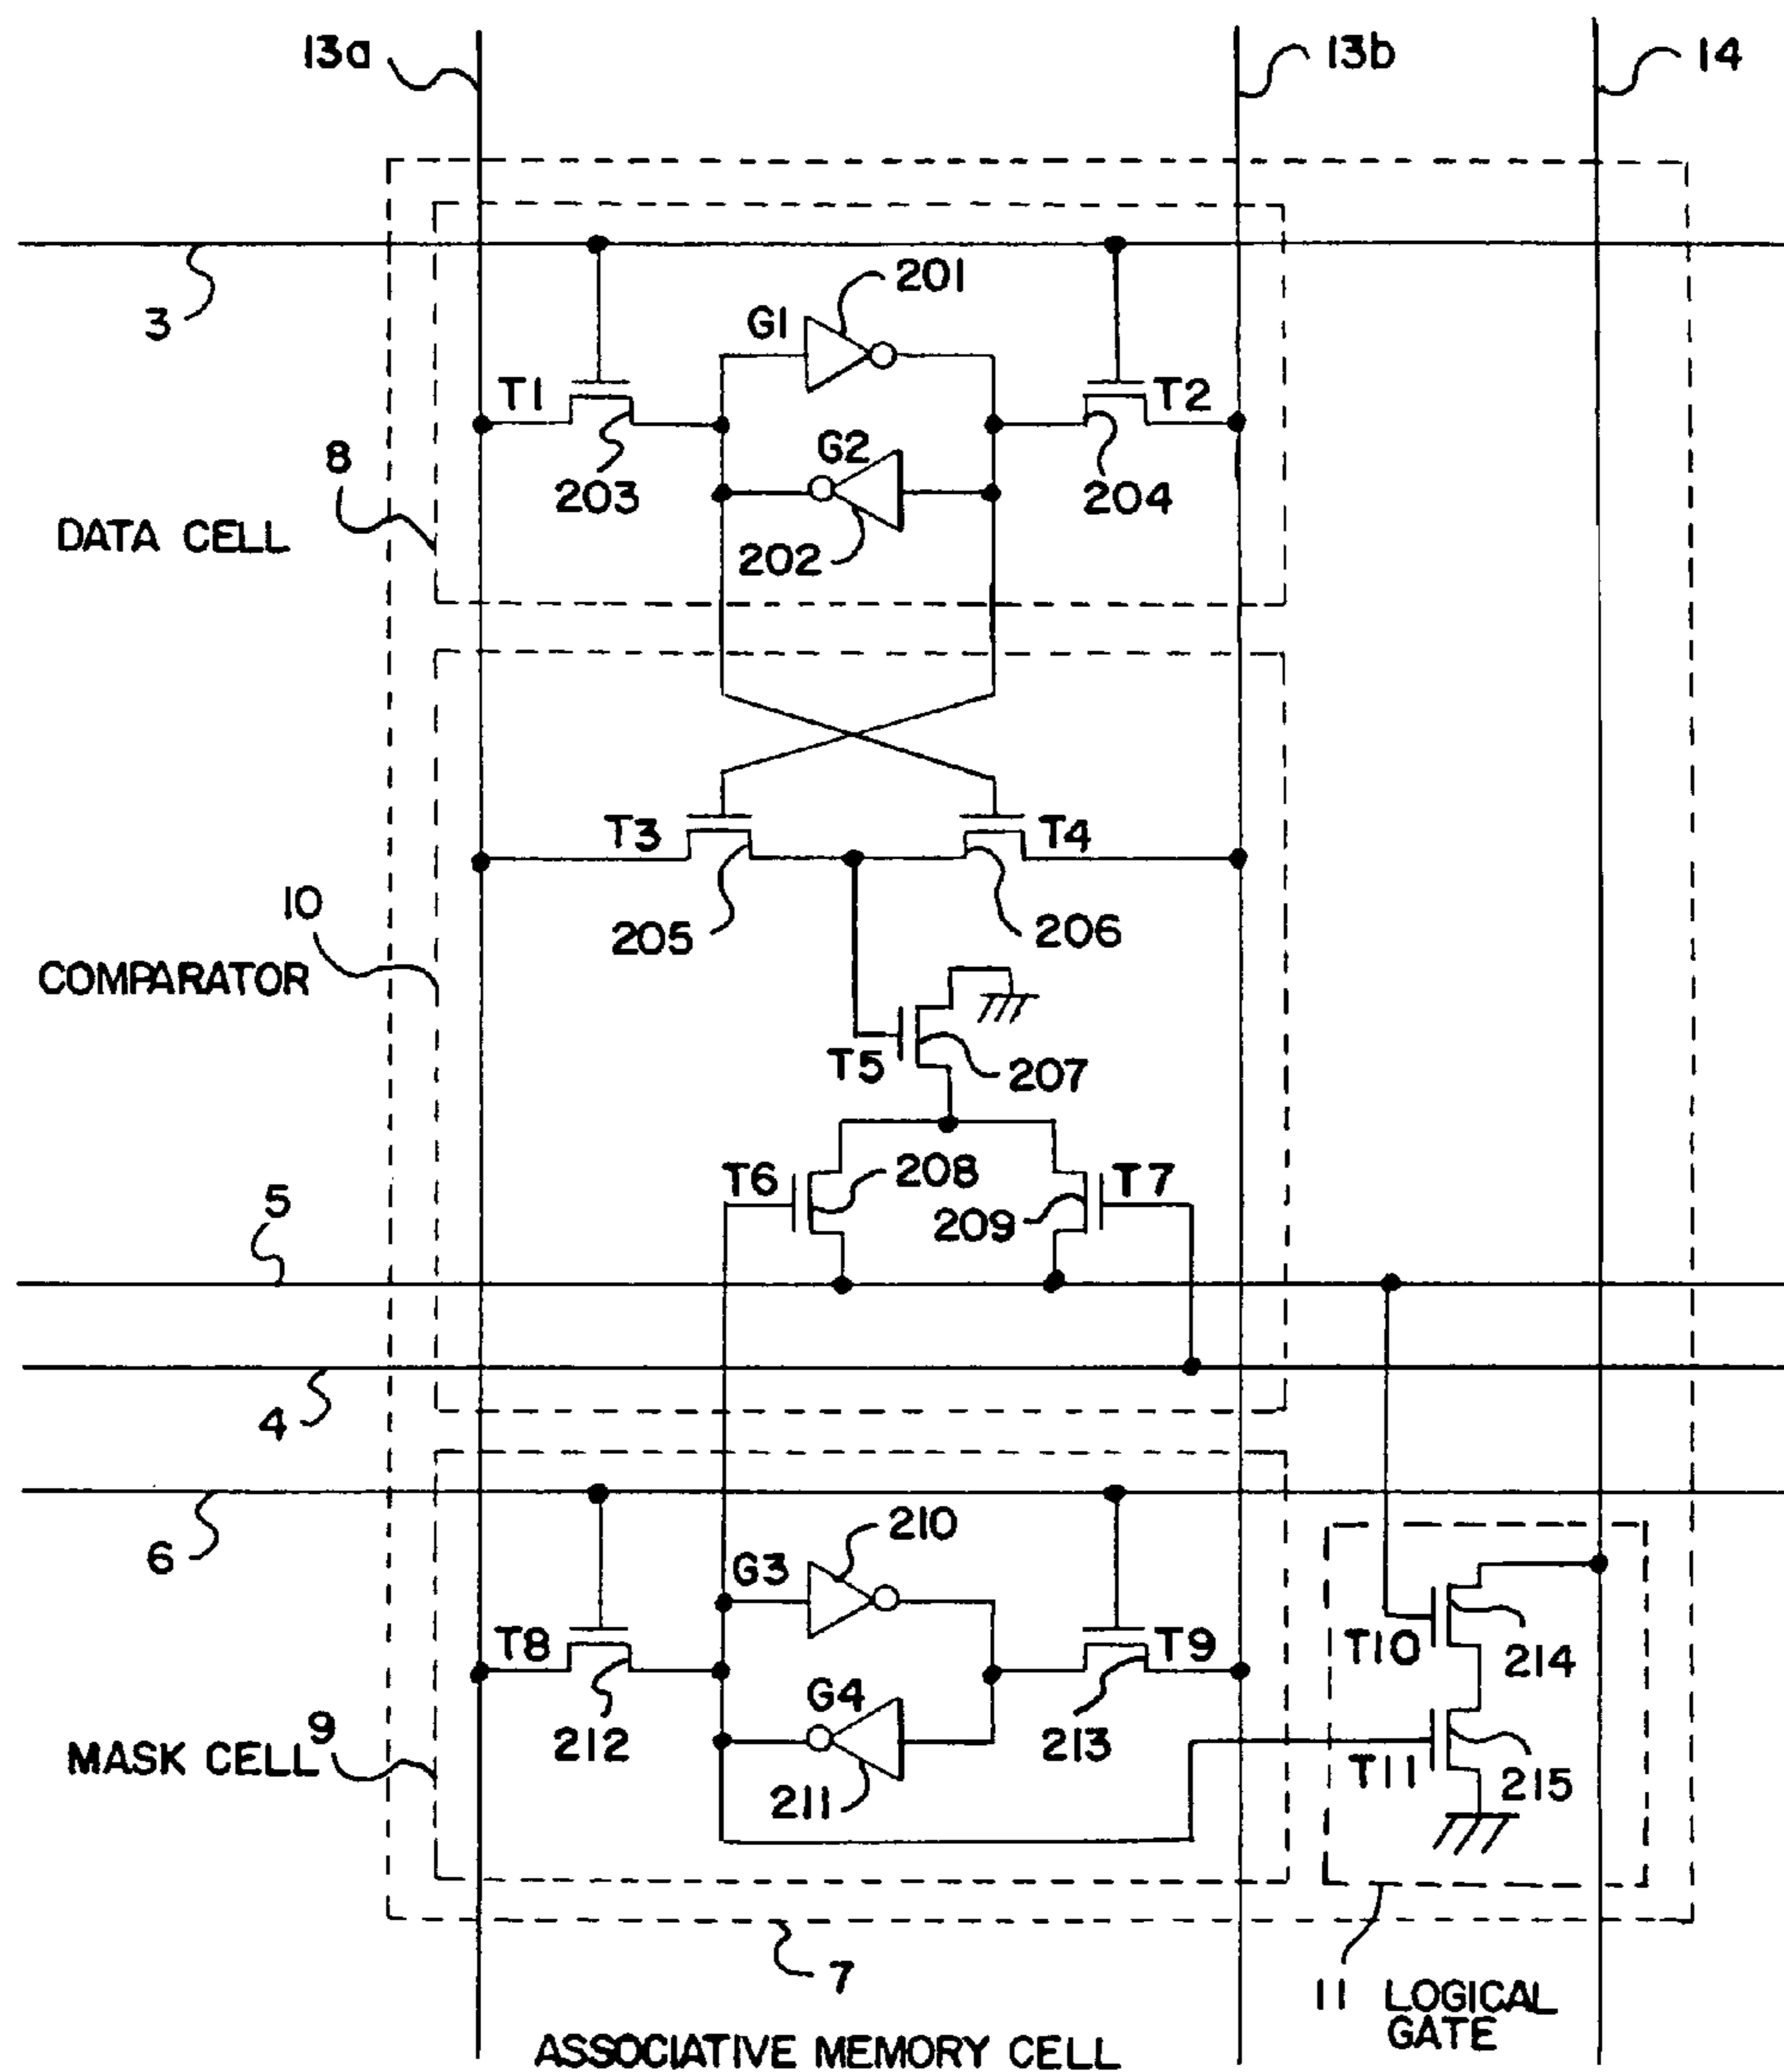 13a
13b
14
3
201
G1
T1
T2
8
G2
203
204
DATA CELL
202
T3
T4
10
205
206
COMPARATOR
T5
207
T6
208
T7
5
209
4
210
6
G3
T8
T9
T10
214
G4
9
212
213
MASK CELL
T11
215
211
7
11 LOGICAL
GATE
ASSOCIATIVE MEMORY CELL